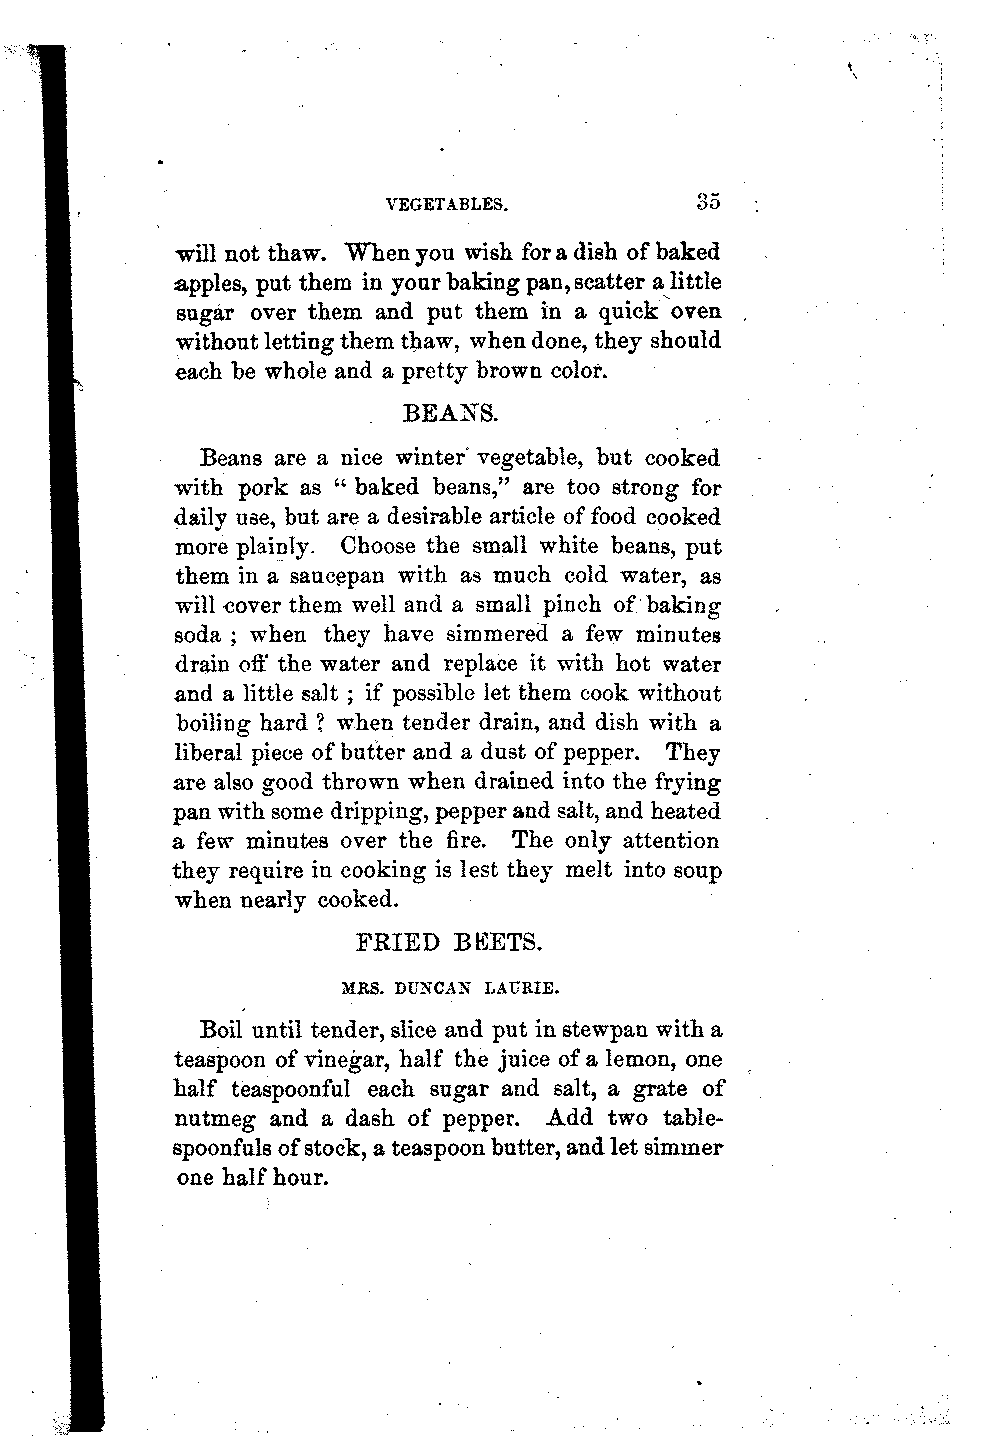 VEGETABLES. 35
will not thaw. When you wish for a dish of baked
apples, put them in your baking pan, scatter a little
sugar over them and put them in a quick oven
without letting them thaw, when done, they should
each be whole and a pretty brown color.
BEANS.
Beans are a nice winter vegetable, but cooked
with pork as “ baked beans,” are too strong for
daily use, but are a desirable article of food cooked
more plainly. Choose the small white beans, put
them in a saucepan with as much cold water, as
will cover them well and a small pinch of baking
soda ; when they have simmered a few minutes
drain off the water and replace it with hot water
and a little salt ; if possible let them cook without
boiling hard ? when tender drain, and dish with a
liberal piece of butter and a dust of pepper. They
are also good thrown when drained into the frying
pan with some dripping, pepper and salt, and heated
a few minutes over the fire. The only attention
they require in cooking is lest they melt into soup
when nearly cooked.
FRIED BEETS.
MRS. DUNCAN LAURIE.
Boil until tender, slice and put in stewpan with a
teaspoon of vinegar, half the juice of a lemon, one
half teaspoonful each sugar and salt, a grate of
nutmeg and a dash of pepper. Add two table-
spoonfuls of stock, a teaspoon butter, and let simmer
one half hour.